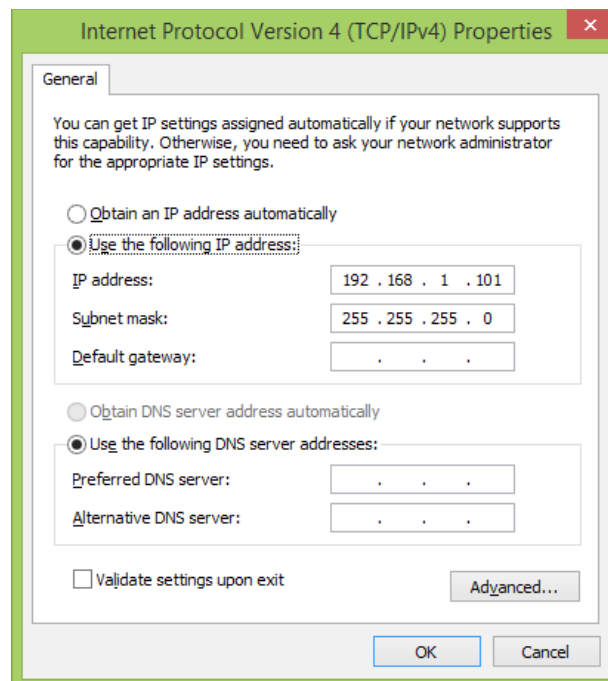 Internet Protocol Version 4 (TCP/IPv4) Properties
General
You can get IP settings assigned automatically if your network supports
this capability. Otherwise, you need to ask your network administrator
for the appropriate IP settings.
Obtain an IP address automatically
Use the following IP address:
IP address: 192 . 168 . 1 . 101
Subnet mask: 255 . 255 . 255 . 0
Default gateway: . . .
Obtain DNS server address automatically
Use the following DNS server addresses:
Preferred DNS server: . . .
Alternative DNS server: . . .
Validate settings upon exit
Advanced...
OK Cancel